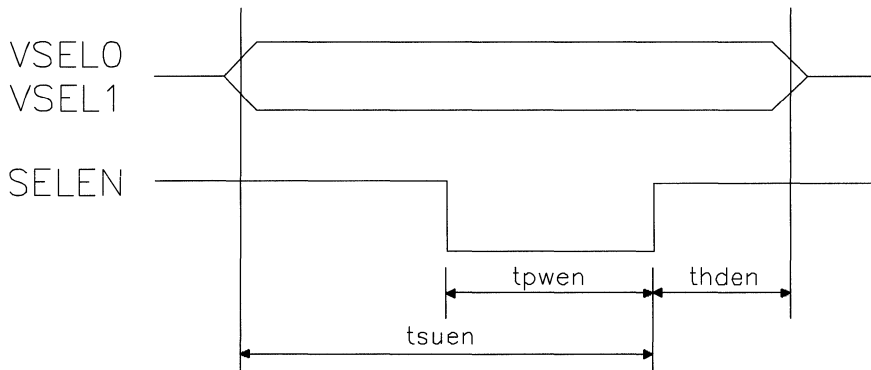 VSEL0
VSEL1
SELEN
tpwen
thden
tsuen